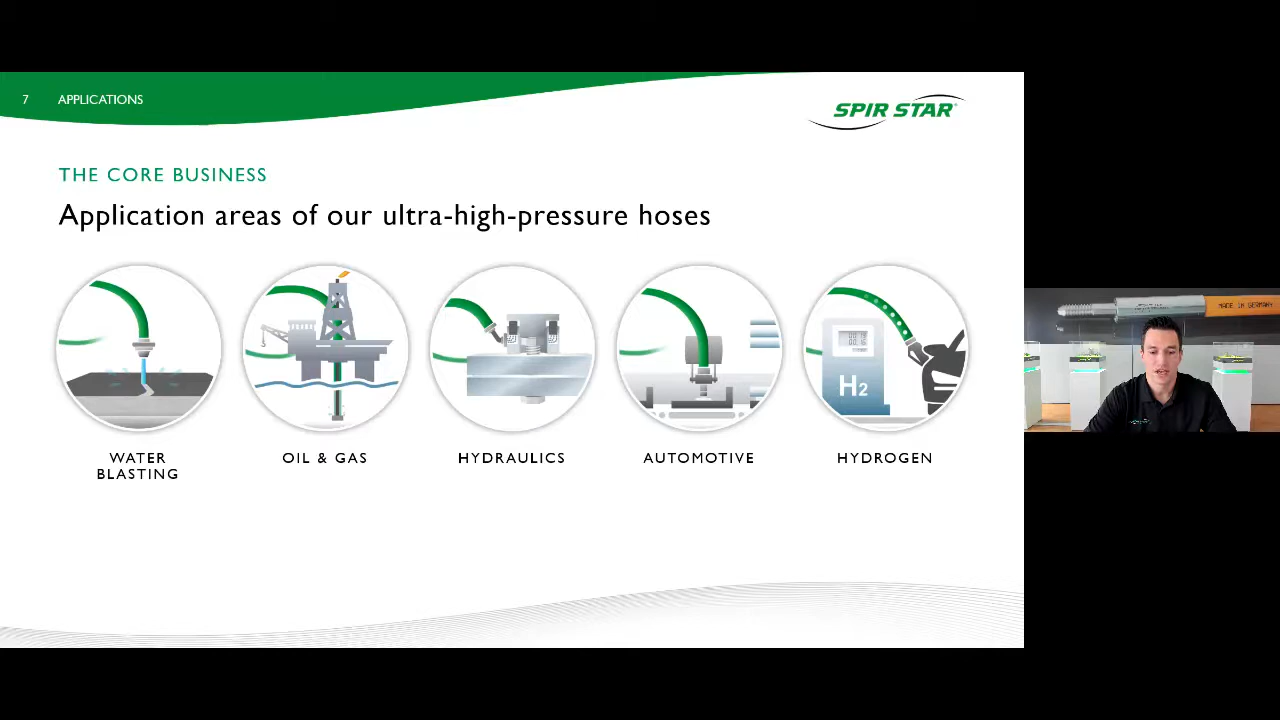 7 APPLICATIONS
SPIR STAR
THE CORE BUSINESS
Application areas of our ultra-high-pressure hoses
H2
WATER
BLASTING
OIL & GAS
HYDRAULICS
AUTOMOTIVE
HYDROGEN
MADE IN GERMANY